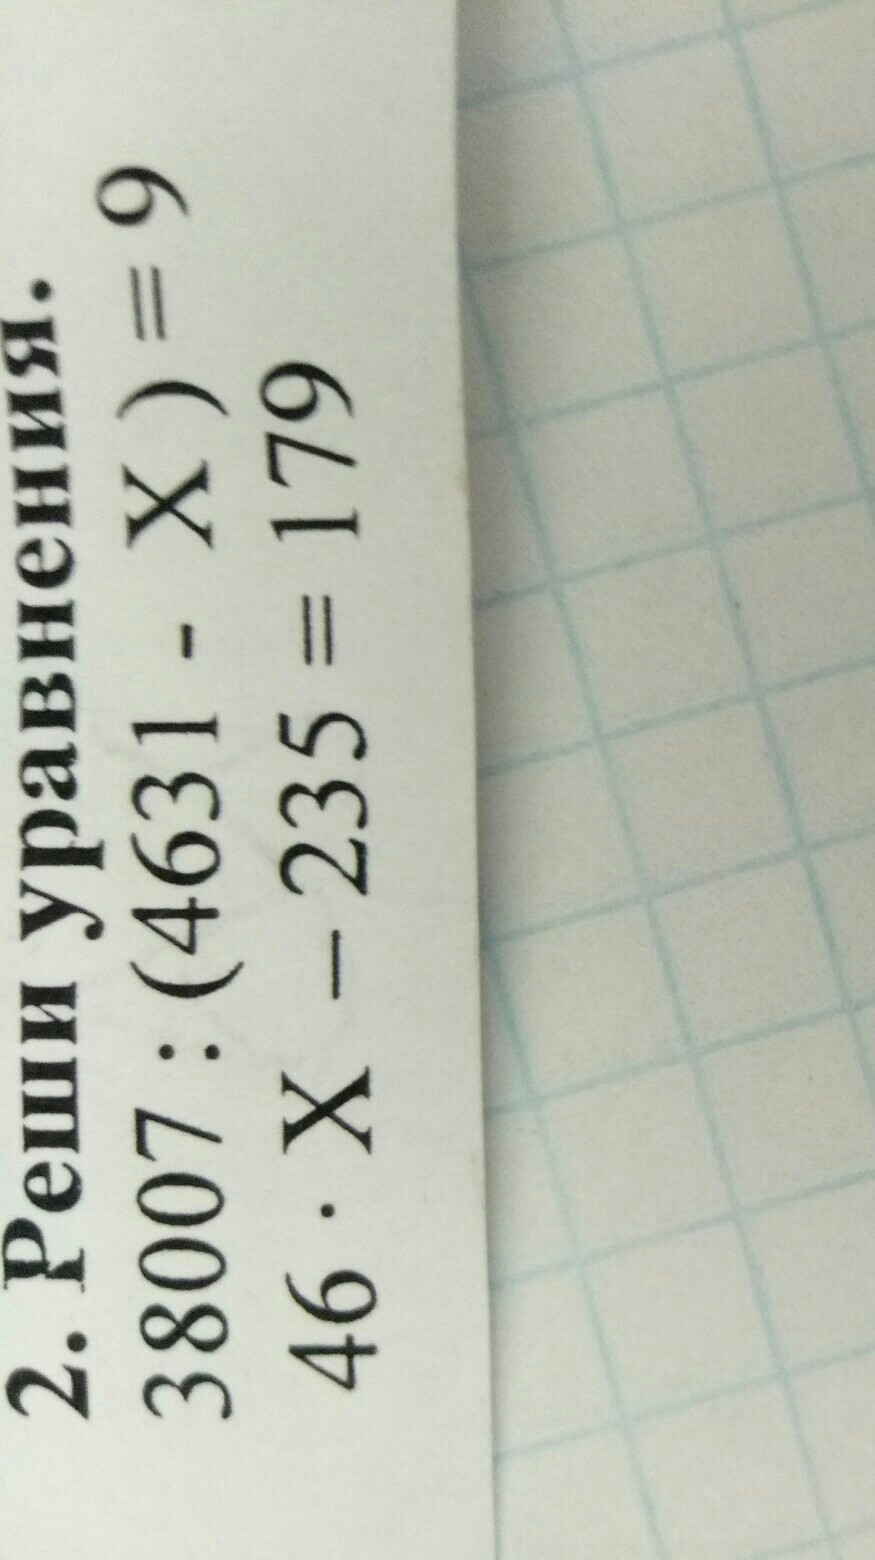 2. Реши уравнения.
38007 : (4631 - X) = 9
46 · X – 235 = 179